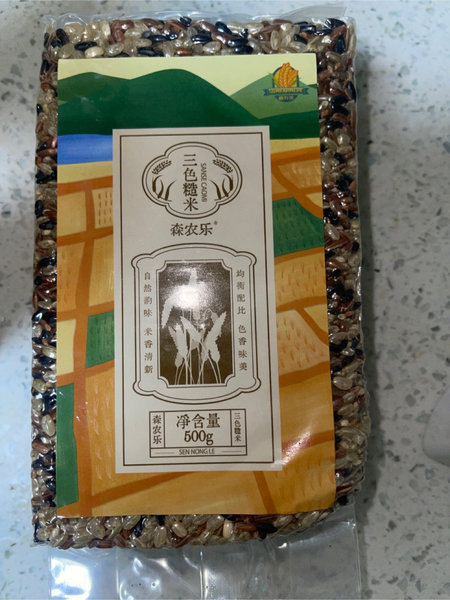 三色糙米
SANSE CAOMI
森农乐®
均衡配比 色香味美
自然韵味 米香清新
森农乐
净含量
500g
三色糙米
SEN NONG LE